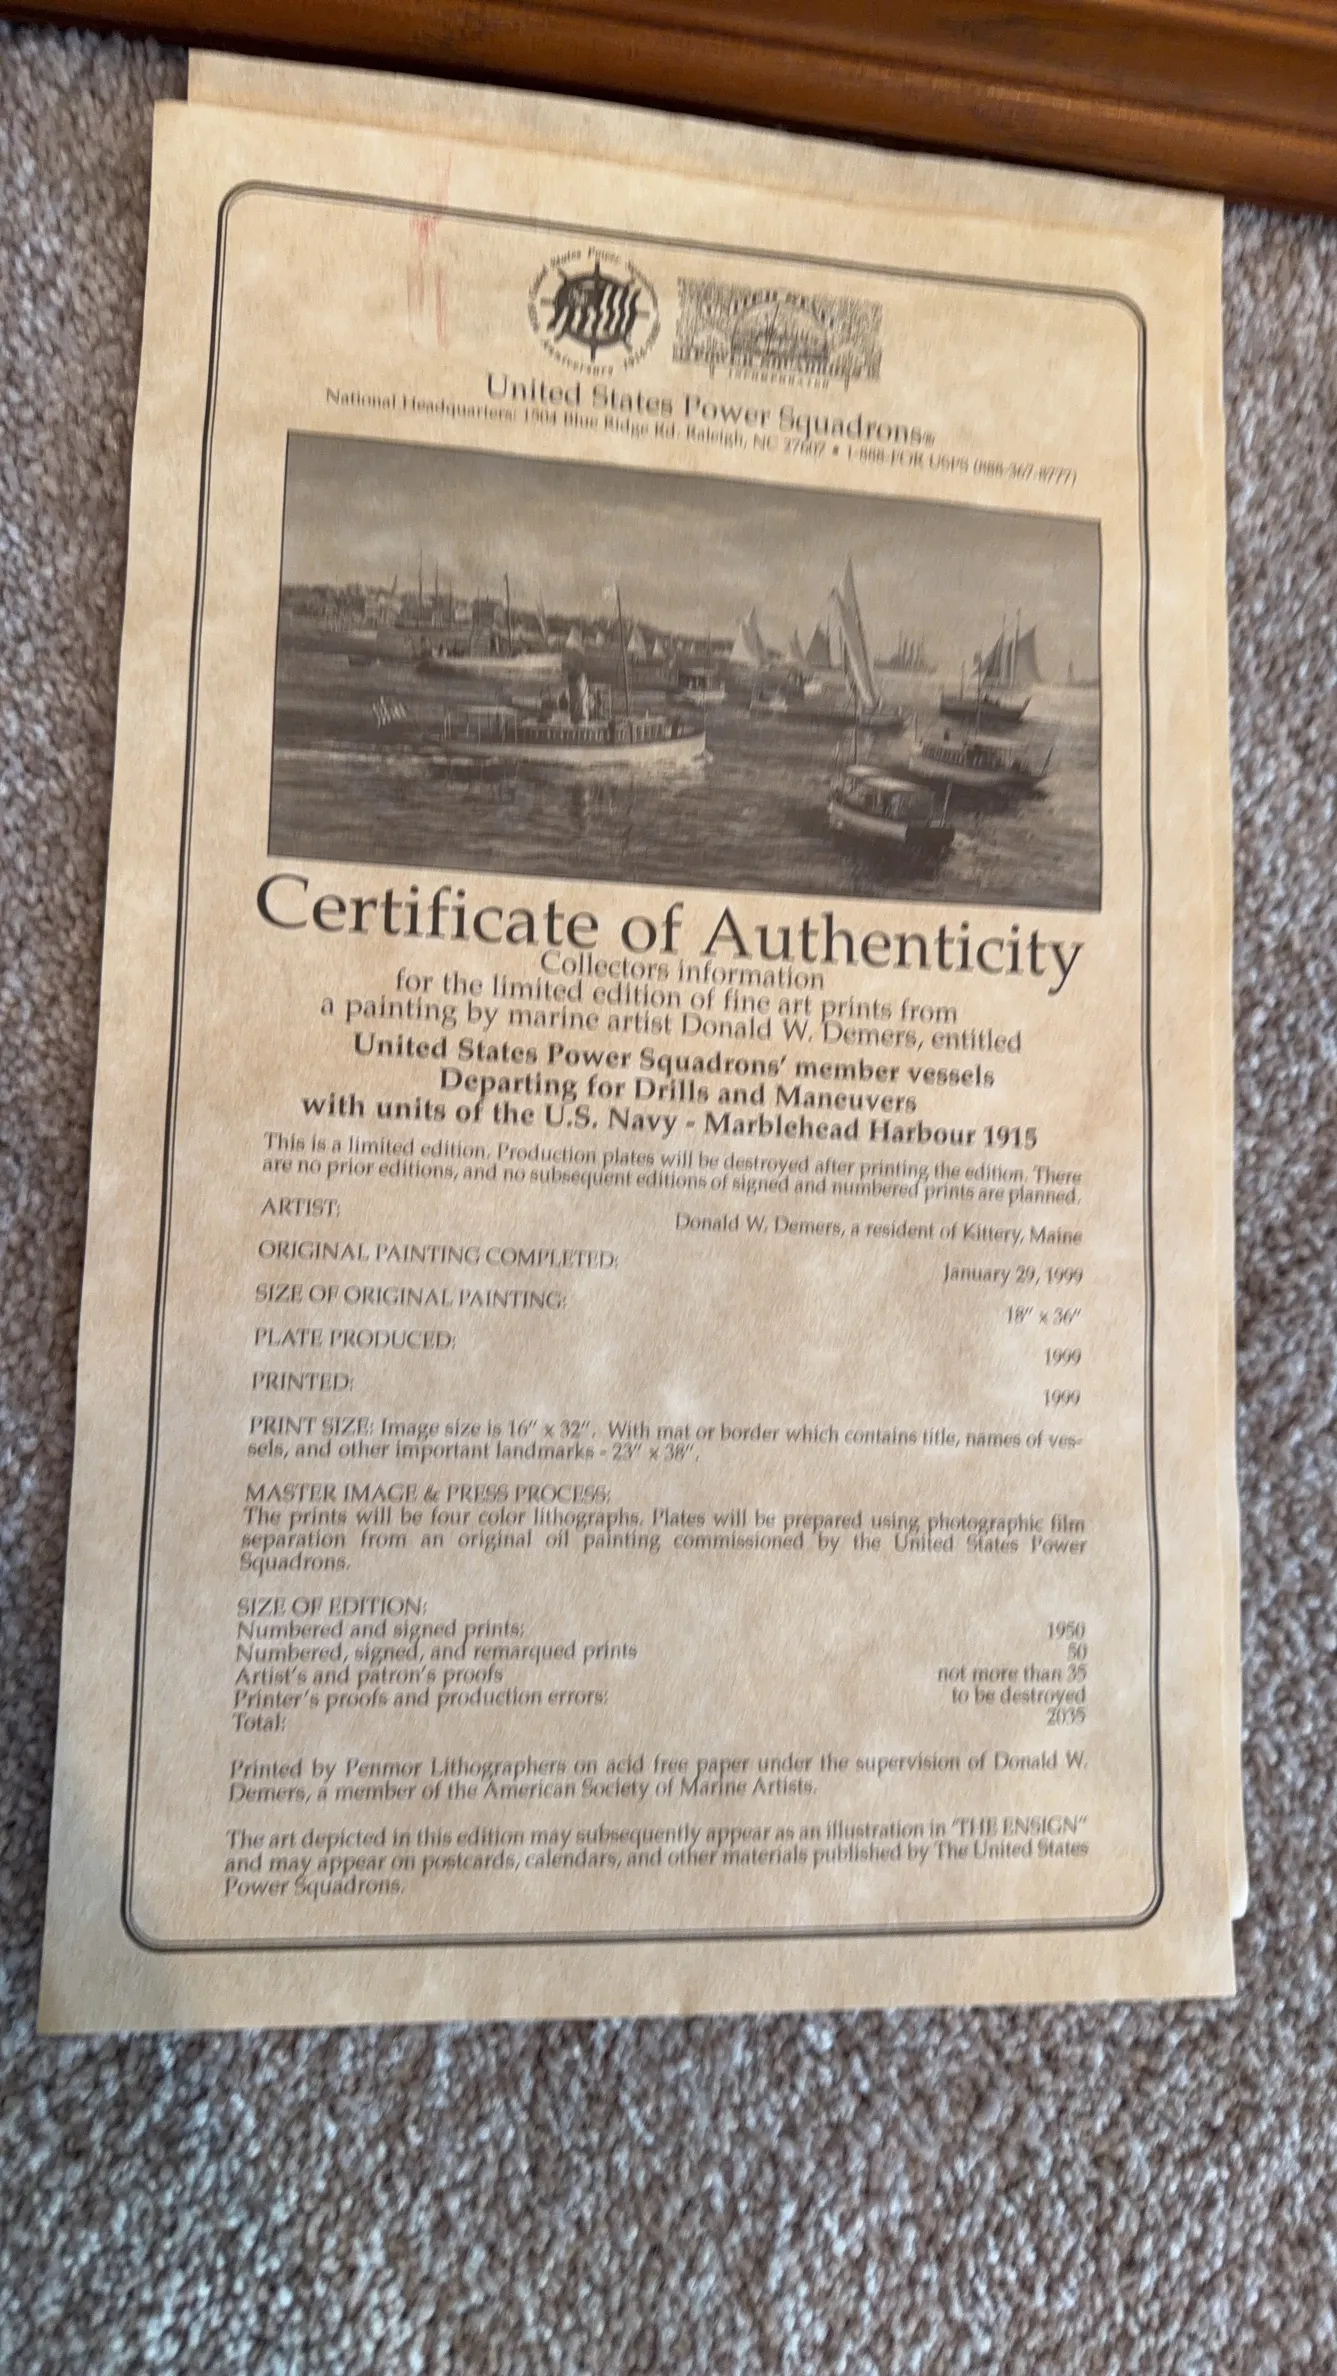 United States Power Squadrons®
National Headquarters: 1504 Blue Ridge Rd. Raleigh, NC 27607 • 1-888-FOR USPS (888-367-8777)
Certificate of Authenticity
Collectors information
for the limited edition of fine art prints from
a painting by marine artist Donald W. Demers, entitled
United States Power Squadrons' member vessels
Departing for Drills and Maneuvers
with units of the U.S. Navy - Marblehead Harbour 1915
This is a limited edition. Production plates will be destroyed after printing the edition. There
are no prior editions, and no subsequent editions of signed and numbered prints are planned.
ARTIST: Donald W. Demers, a resident of Kittery, Maine
ORIGINAL PAINTING COMPLETED: January 29, 1999
SIZE OF ORIGINAL PAINTING: 18" x 36"
PLATE PRODUCED: 1999
PRINTED: 1999
PRINT SIZE: Image size is 16" x 32". With mat or border which contains title, names of ves-
sels, and other important landmarks - 23" x 38".
MASTER IMAGE & PRESS PROCESS:
The prints will be four color lithographs. Plates will be prepared using photographic film
separation from an original oil painting commissioned by the United States Power
Squadrons.
SIZE OF EDITION:
Numbered and signed prints: 1950
Numbered, signed, and remarqued prints 50
Artist's and patron's proofs not more than 35
Printer's proofs and production errors: to be destroyed
Total: 2035
Printed by Penmor Lithographers on acid free paper under the supervision of Donald W.
Demers, a member of the American Society of Marine Artists.
The art depicted in this edition may subsequently appear as an illustration in "THE ENSIGN"
and may appear on postcards, calendars, and other materials published by The United States
Power Squadrons.